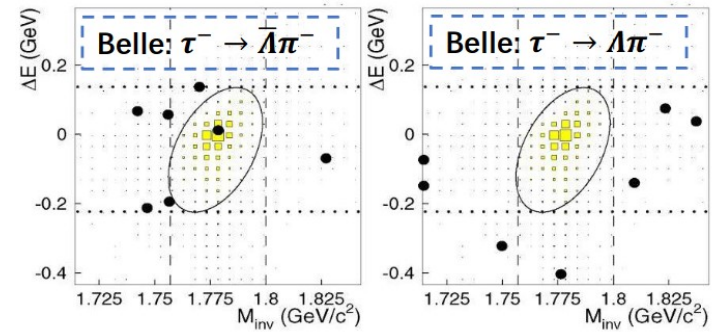 Belle: τ⁻ → Λ̄π⁻
ΔE (GeV)
0.2
0
-0.2
-0.4
1.725 1.75 1.775 1.8 1.825
M_inv (GeV/c²)
Belle: τ⁻ → Λπ⁻
ΔE (GeV)
0.2
0
-0.2
-0.4
1.725 1.75 1.775 1.8 1.825
M_inv (GeV/c²)